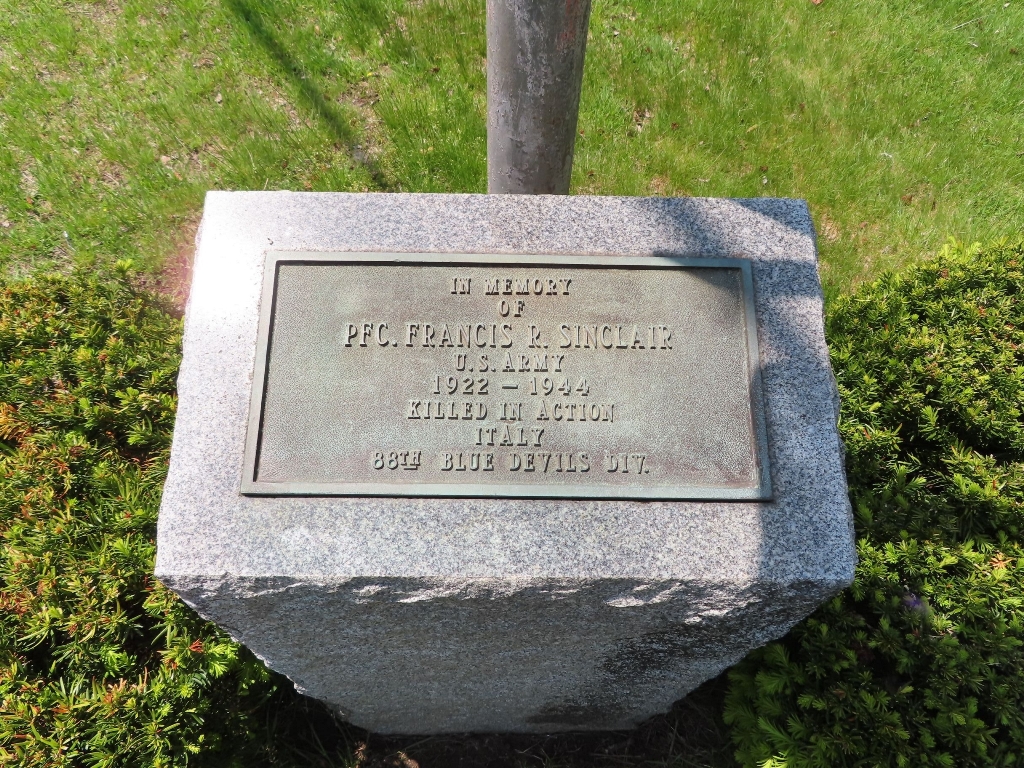 IN MEMORY
OF
PFC. FRANCIS R. SINCLAIR
U.S. ARMY
1922 – 1944
KILLED IN ACTION
ITALY
88TH BLUE DEVILS DIV.